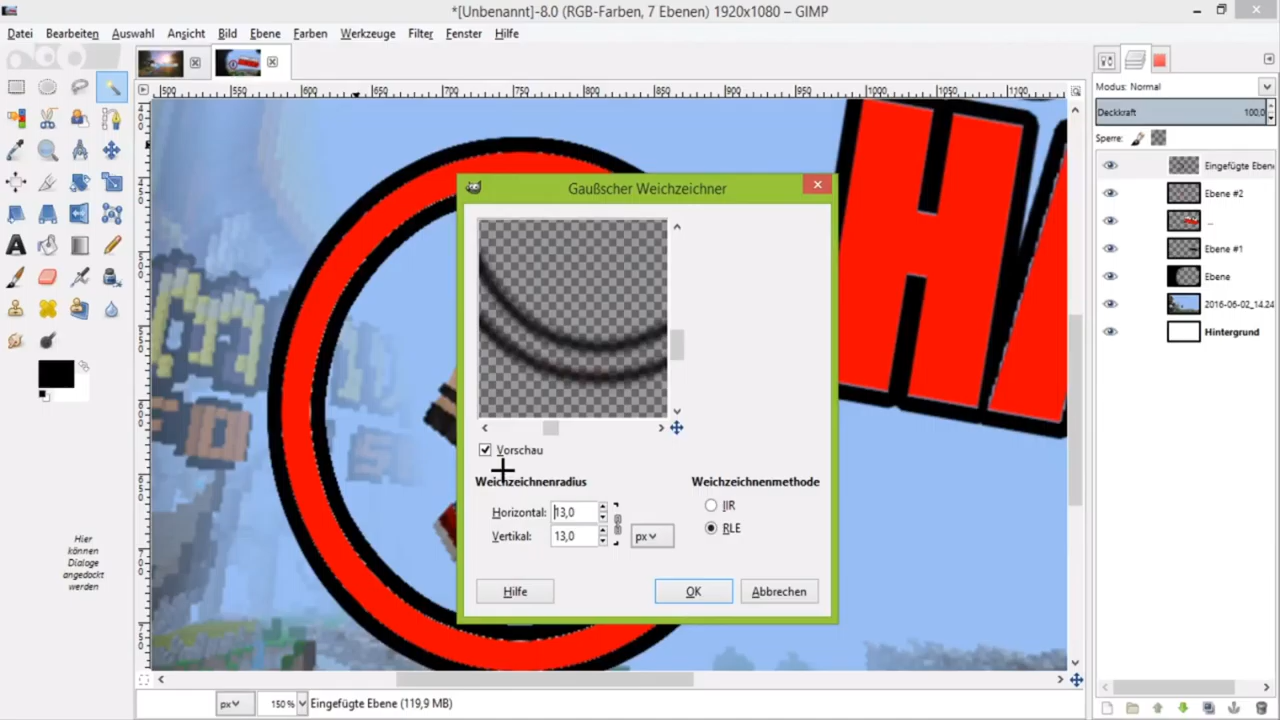 *[Unbenannt]-8.0 (RGB-Farben, 7 Ebenen) 1920x1080 – GIMP
Datei Bearbeiten Auswahl Ansicht Bild Ebene Farben Werkzeuge Filter Fenster Hilfe
500 550 600 650 750 800 850 900 950 1000 1050 1100
Modus: Normal
Deckkraft 100,0
Sperre:
Eingefügte Ebene
Ebene #2
..
Ebene #1
Ebene
2016-06-02_14.24
Hintergrund
H
Gaußscher Weichzeichner
Vorschau
Weichzeichnenradius
Horizontal: 13,0
Vertikal: 13,0
px
Weichzeichnenmethode
IIR
RLE
Hilfe OK Abbrechen
Hier
können
Dialoge
angedockt
werden
px 150 % Eingefügte Ebene (119,9 MB)